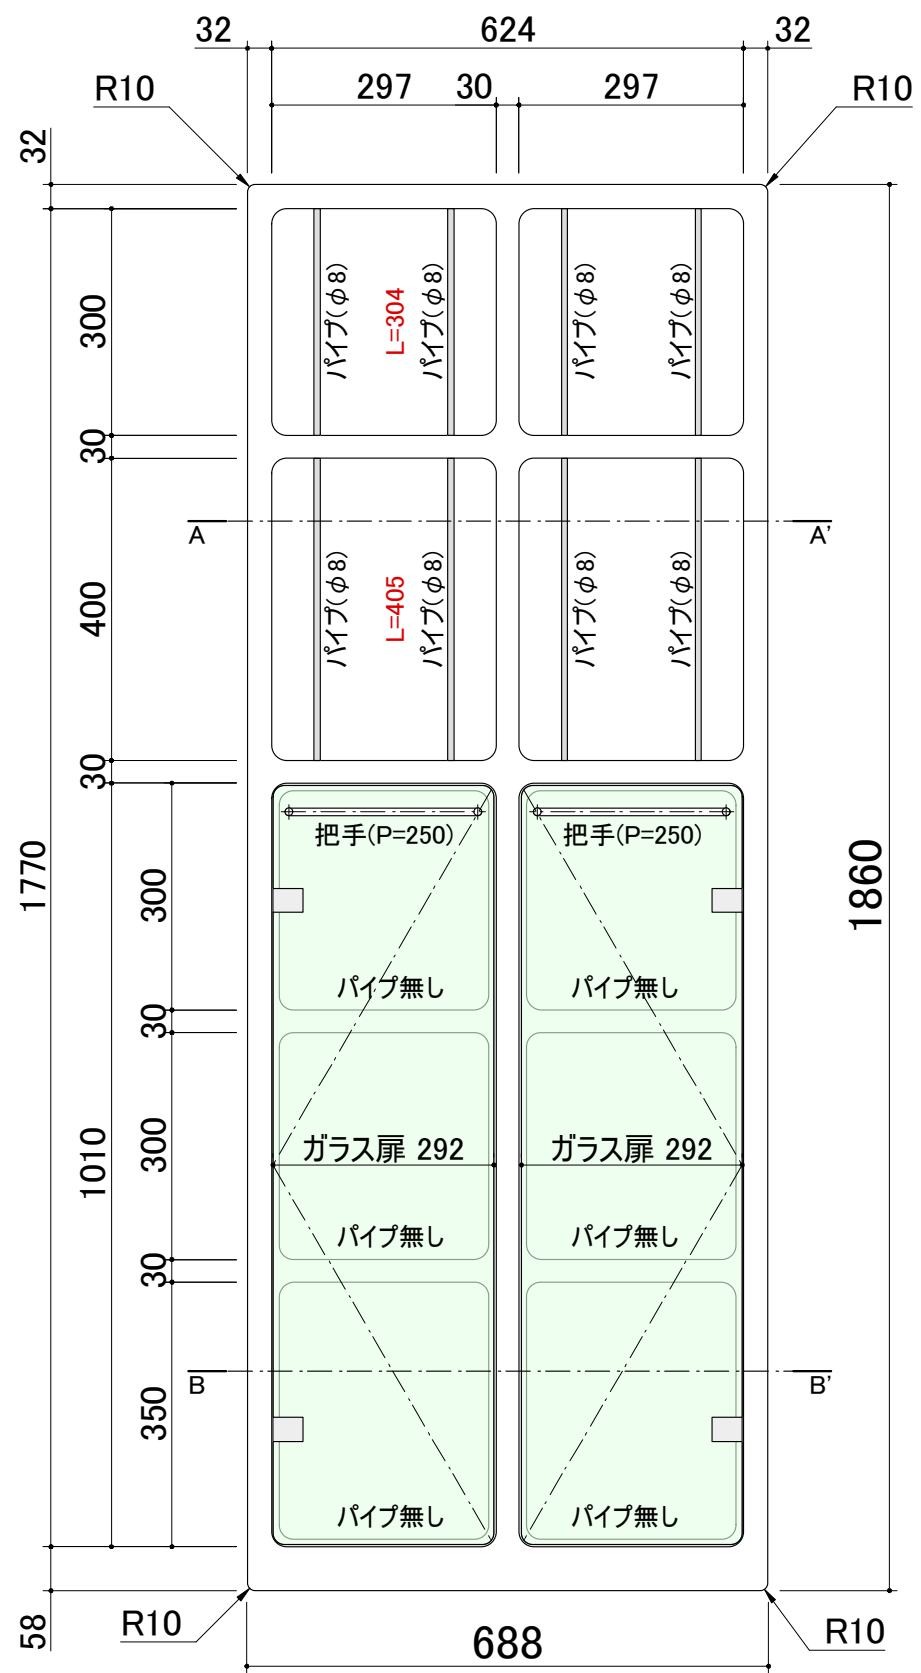 32
624
32
297
30
297
R10
R10
32
300
パイプ(φ8)
L=304
パイプ(φ8)
パイプ(φ8)
パイプ(φ8)
30
A
A'
400
パイプ(φ8)
L=405
パイプ(φ8)
パイプ(φ8)
パイプ(φ8)
30
把手(P=250)
把手(P=250)
1770
300
1860
パイプ無し
パイプ無し
30
1010
300
ガラス扉 292
ガラス扉 292
パイプ無し
パイプ無し
30
B
B'
350
パイプ無し
パイプ無し
58
R10
688
R10